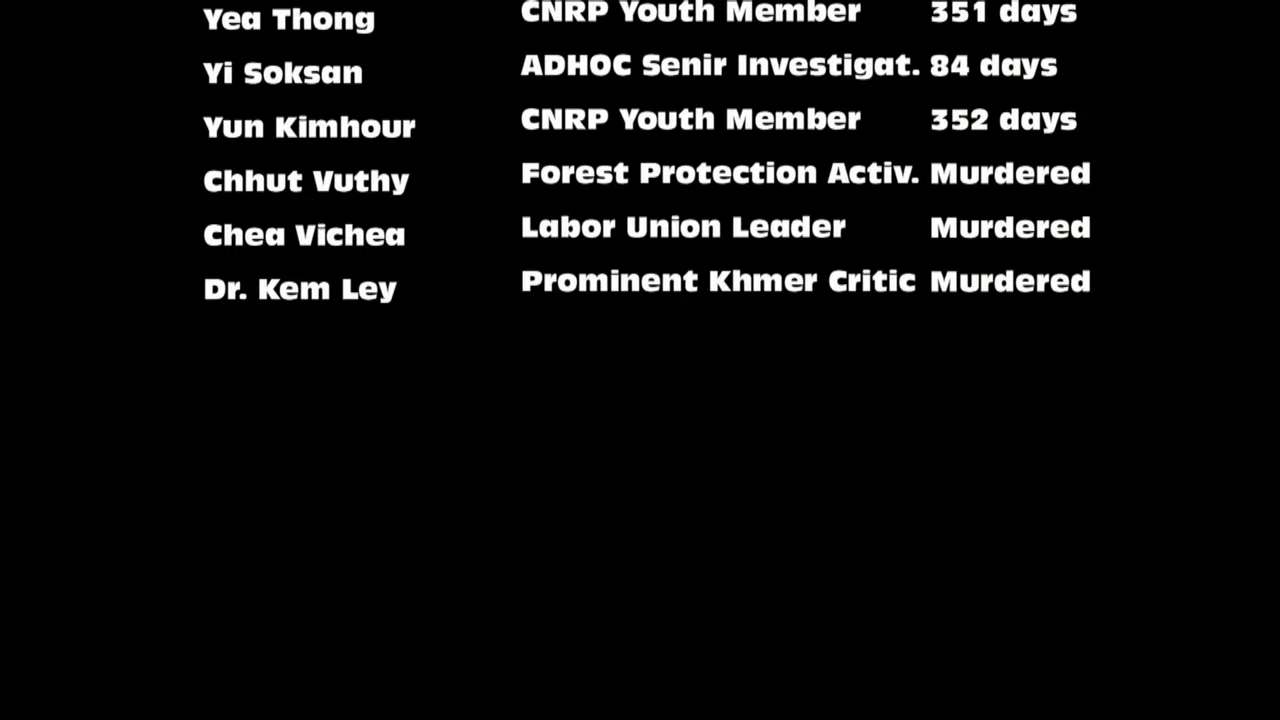 Yea Thong CNRP Youth Member 351 days
Yi Soksan ADHOC Senir Investigat. 84 days
Yun Kimhour CNRP Youth Member 352 days
Chhut Vuthy Forest Protection Activ. Murdered
Chea Vichea Labor Union Leader Murdered
Dr. Kem Ley Prominent Khmer Critic Murdered